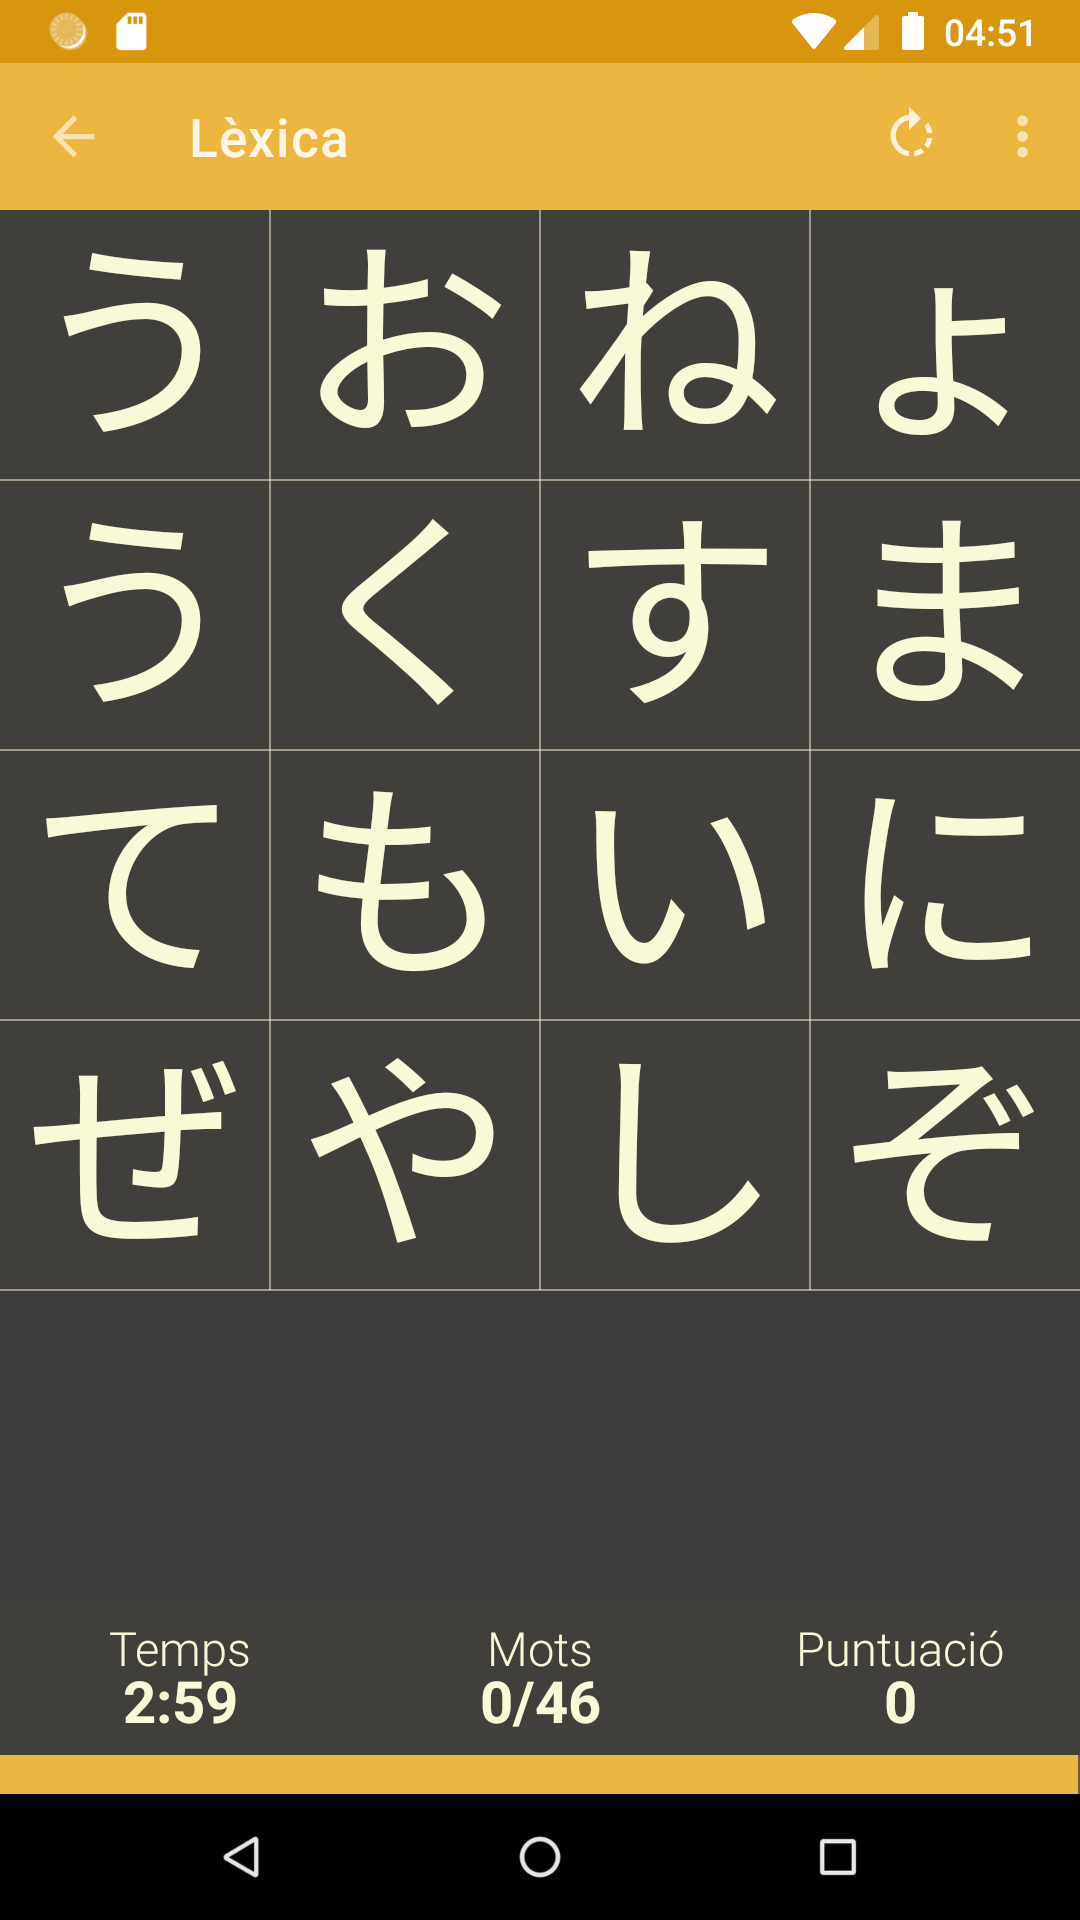 04:51
Lèxica
う お ね ょ
う く す ま
て も い に
ぜ や し ぞ
Temps Mots Puntuació
2:59 0/46 0